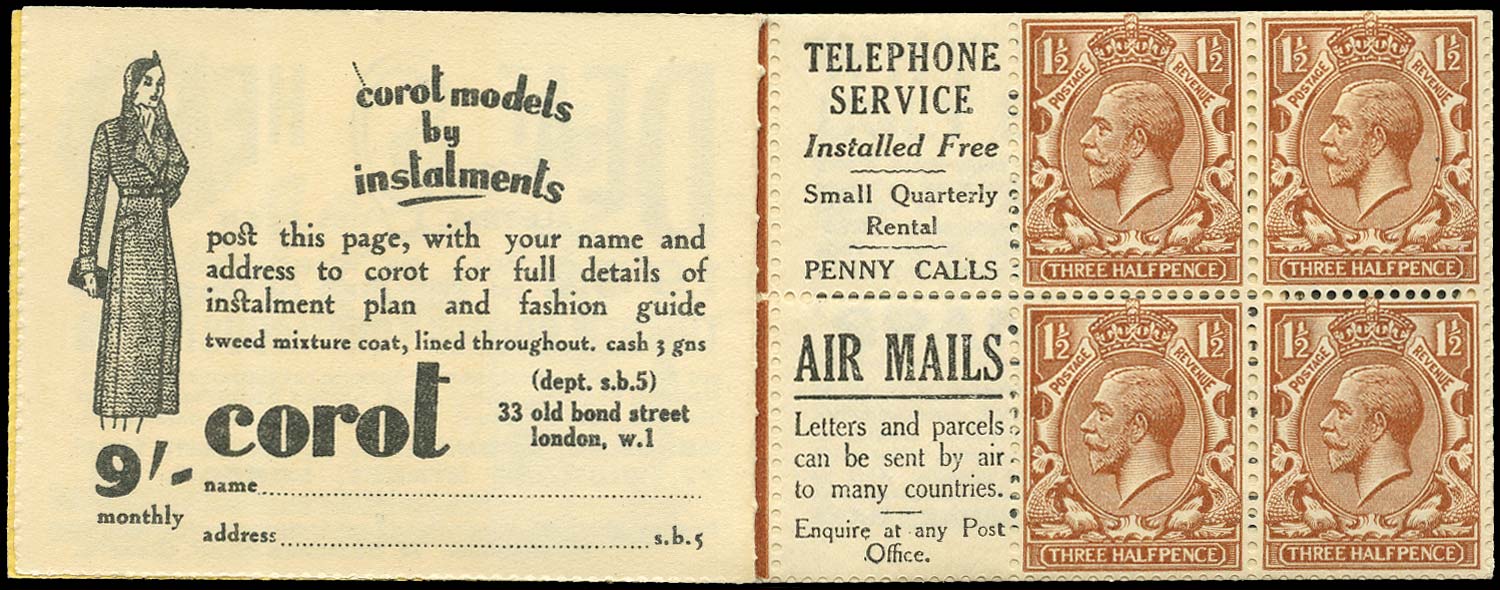 corot models
by
instalments
post this page, with your name and
address to corot for full details of
instalment plan and fashion guide
tweed mixture coat, lined throughout. cash 3 gns
corot
(dept. s.b.5)
33 old bond street
london, w.1
9/-
monthly
name
address s.b.5
TELEPHONE
SERVICE
Installed Free
Small Quarterly
Rental
PENNY CALLS
AIR MAILS
Letters and parcels
can be sent by air
to many countries.
Enquire at any Post
Office.
1½ 1½
POSTAGE REVENUE
THREE HALFPENCE
1½ 1½
POSTAGE REVENUE
THREE HALFPENCE
1½ 1½
POSTAGE REVENUE
THREE HALFPENCE
1½ 1½
POSTAGE REVENUE
THREE HALFPENCE